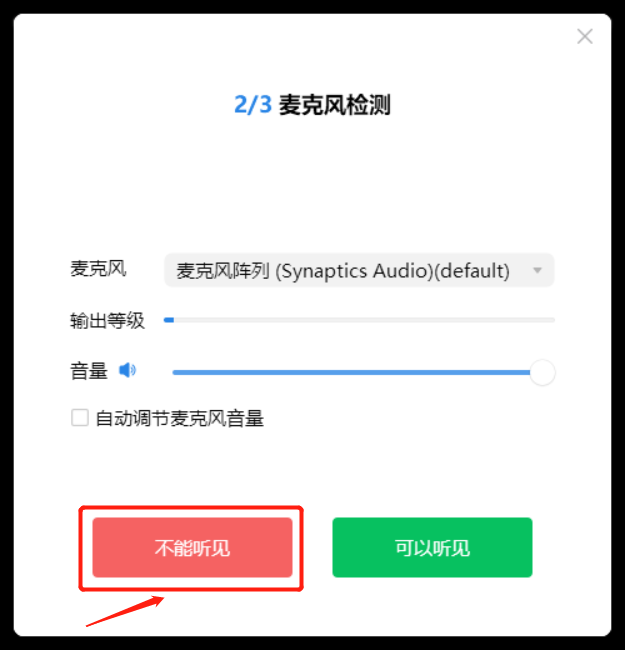 2/3 麦克风检测
麦克风 麦克风阵列 (Synaptics Audio)(default)
输出等级
音量
自动调节麦克风音量
不能听见 可以听见